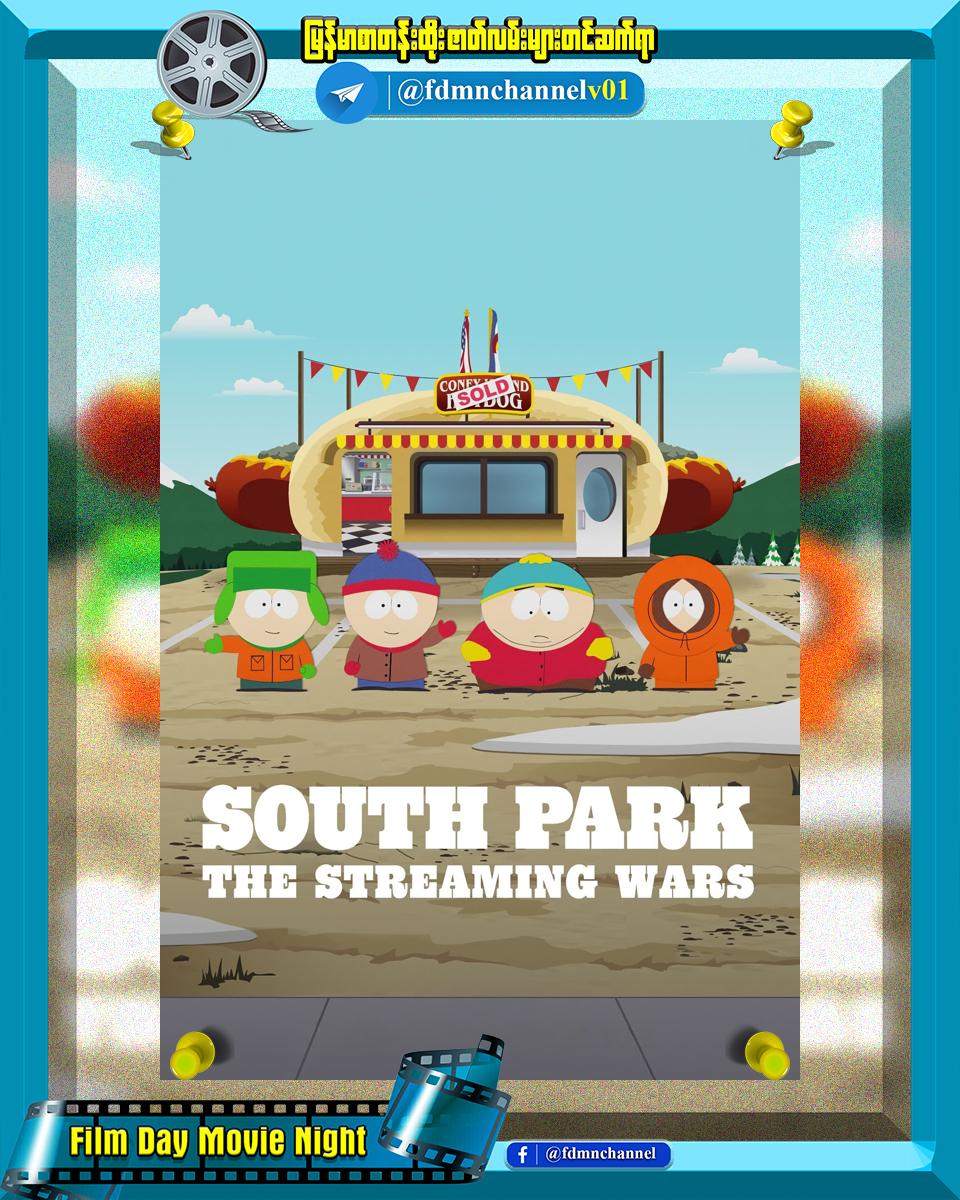 မြန်မာစာတန်းထိုးဇာတ်လမ်းများတင်ဆက်ရာ
@fdmnchannelv01
SOLD
SOUTH PARK
THE STREAMING WARS
Film Day Movie Night
@fdmnchannel